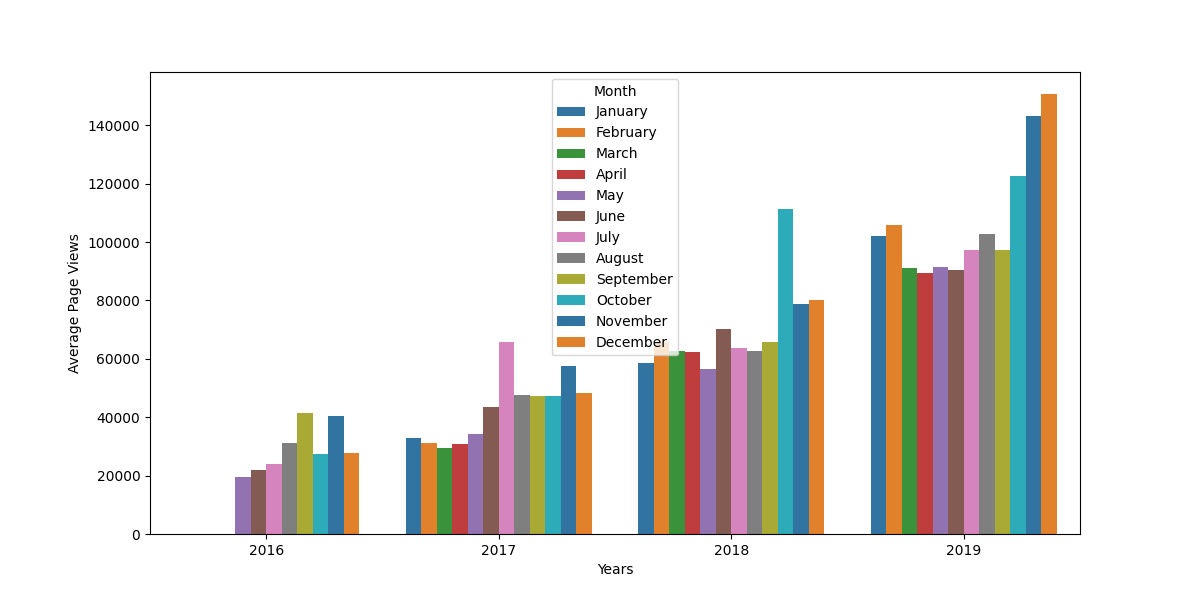 Month
January
February
March
April
May
June
July
August
September
October
November
December
Average Page Views
140000
120000
100000
80000
60000
40000
20000
0
2016 2017 2018 2019
Years